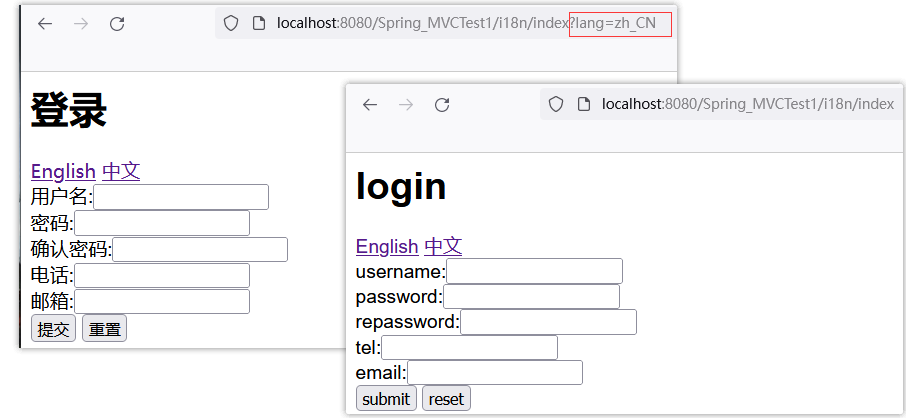 localhost:8080/Spring_MVCTest1/i18n/index?lang=zh_CN
登录
English 中文
用户名:
密码:
确认密码:
电话:
邮箱:
提交 重置
localhost:8080/Spring_MVCTest1/i18n/index
login
English 中文
username:
password:
repassword:
tel:
email:
submit reset